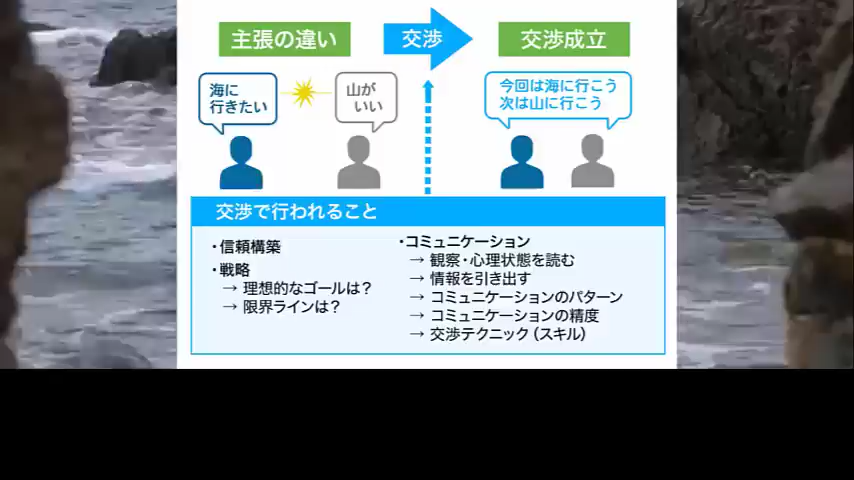 主張の違い
交渉
交渉成立
海に
行きたい
山が
いい
今回は海に行こう
次は山に行こう
交渉で行われること
・信頼構築
・戦略
→ 理想的なゴールは？
→ 限界ラインは？
・コミュニケーション
→ 観察・心理状態を読む
→ 情報を引き出す
→ コミュニケーションのパターン
→ コミュニケーションの精度
→ 交渉テクニック（スキル）